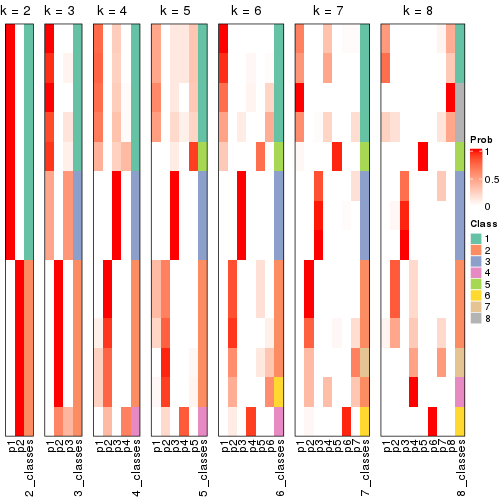 k = 2
k = 3
k = 4
k = 5
k = 6
k = 7
k = 8
p1
p2
2_classes
p1
p2
p3
3_classes
p1
p2
p3
p4
4_classes
p1
p2
p3
p4
p5
5_classes
p1
p2
p3
p4
p5
p6
6_classes
p1
p2
p3
p4
p5
p6
p7
7_classes
p1
p2
p3
p4
p5
p6
p7
p8
8_classes
Prob
1
0.5
0
Class
1
2
3
4
5
6
7
8